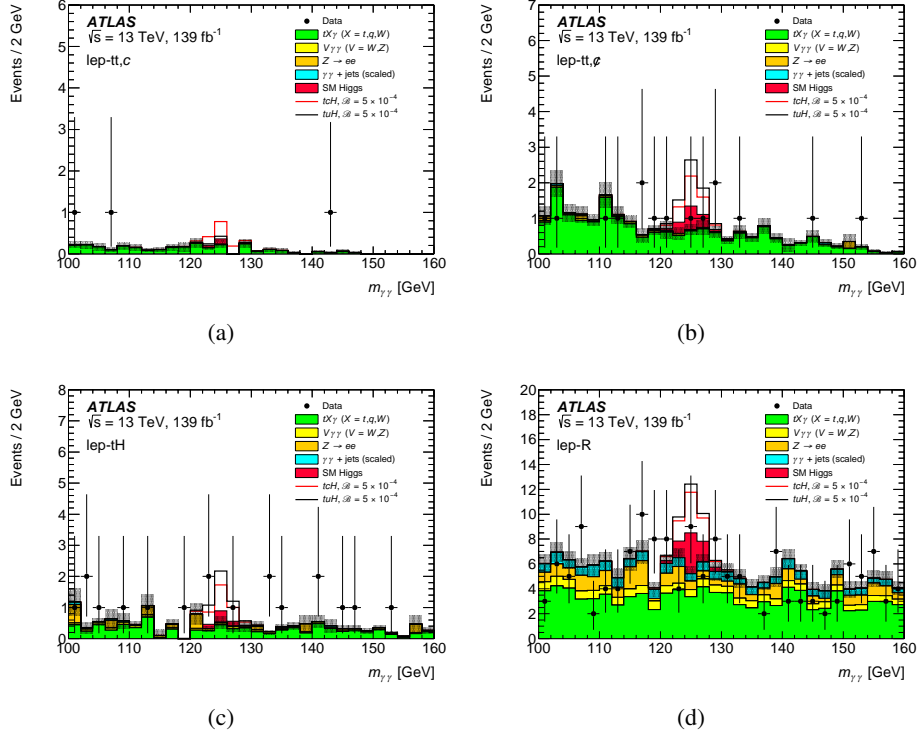 Events / 2 GeV
6
5
4
3
2
1
0
ATLAS
√s = 13 TeV, 139 fb⁻¹
lep-tt,c
Data
tXγ (X = t,q,W)
Vγγ (V = W,Z)
Z → ee
γγ + jets (scaled)
SM Higgs
tcH, ℬ = 5 × 10⁻⁴
tuH, ℬ = 5 × 10⁻⁴
100 110 120 130 140 150 160
m_γγ [GeV]
(a)
Events / 2 GeV
7
6
5
4
3
2
1
0
ATLAS
√s = 13 TeV, 139 fb⁻¹
lep-tt,¢
Data
tXγ (X = t,q,W)
Vγγ (V = W,Z)
Z → ee
γγ + jets (scaled)
SM Higgs
tcH, ℬ = 5 × 10⁻⁴
tuH, ℬ = 5 × 10⁻⁴
100 110 120 130 140 150 160
m_γγ [GeV]
(b)
Events / 2 GeV
8
7
6
5
4
3
2
1
0
ATLAS
√s = 13 TeV, 139 fb⁻¹
lep-tH
Data
tXγ (X = t,q,W)
Vγγ (V = W,Z)
Z → ee
γγ + jets (scaled)
SM Higgs
tcH, ℬ = 5 × 10⁻⁴
tuH, ℬ = 5 × 10⁻⁴
100 110 120 130 140 150 160
m_γγ [GeV]
(c)
Events / 2 GeV
20
18
16
14
12
10
8
6
4
2
0
ATLAS
√s = 13 TeV, 139 fb⁻¹
lep-R
Data
tXγ (X = t,q,W)
Vγγ (V = W,Z)
Z → ee
γγ + jets (scaled)
SM Higgs
tcH, ℬ = 5 × 10⁻⁴
tuH, ℬ = 5 × 10⁻⁴
100 110 120 130 140 150 160
m_γγ [GeV]
(d)